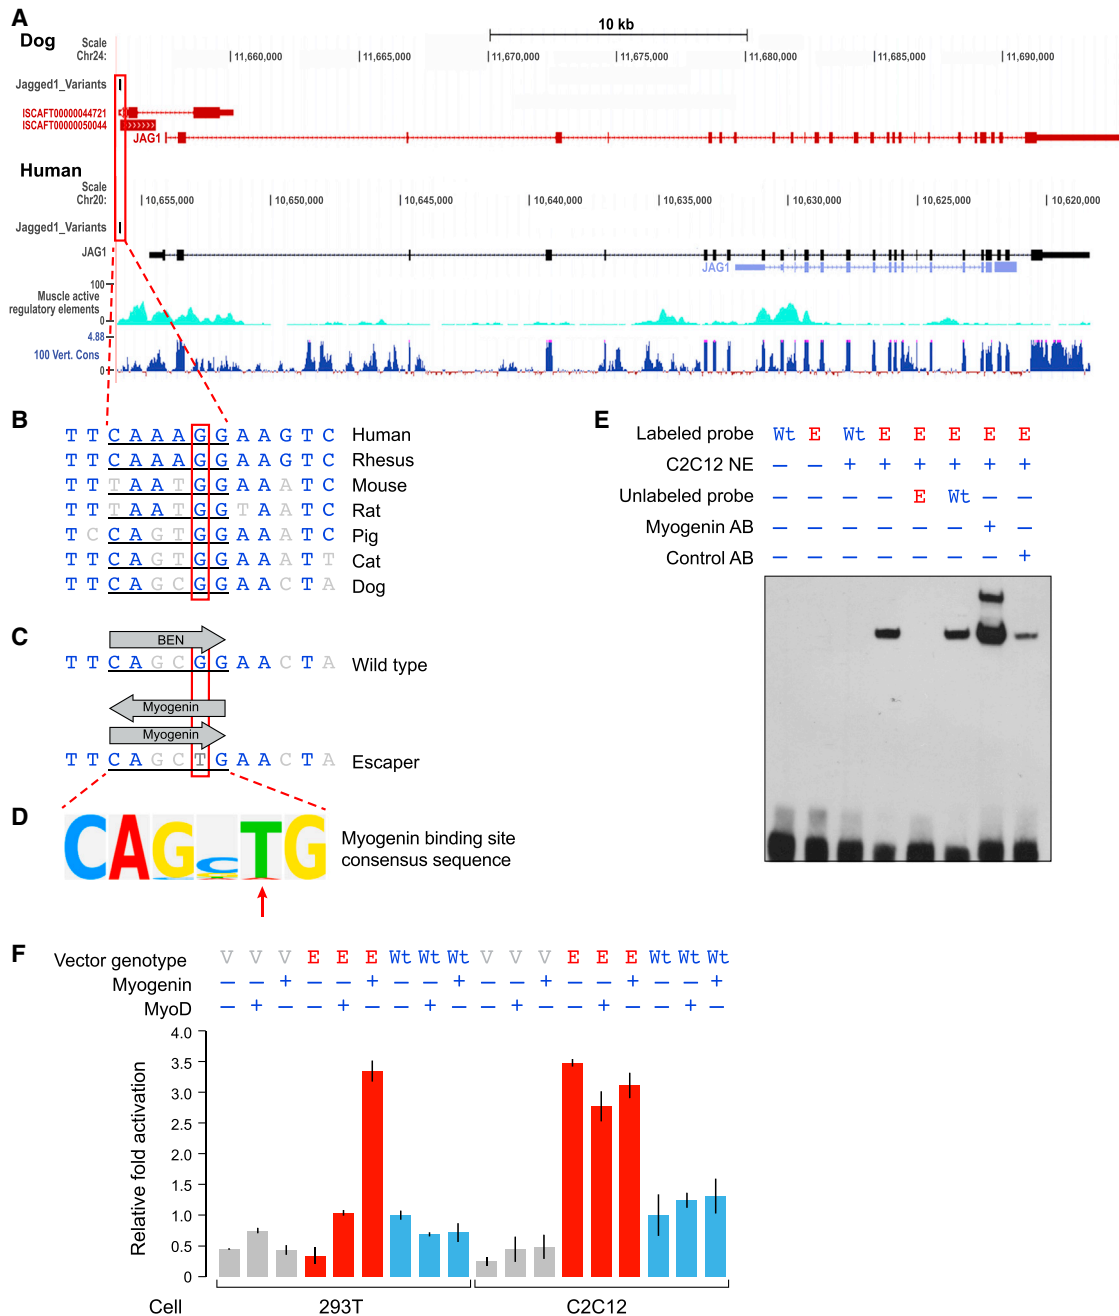 A
10 kb
Dog
Scale
Chr24:
11,660,000
11,665,000
11,670,000
11,675,000
11,680,000
11,685,000
11,690,000
Jagged1_Variants
ISCAFT00000044721
ISCAFT00000050044
JAG1
Human
Scale
Chr20:
10,655,000
10,650,000
10,645,000
10,640,000
10,635,000
10,630,000
10,625,000
10,620,000
Jagged1_Variants
JAG1
JAG1
100
Muscle active
regulatory elements
0
4.88
100 Vert. Cons
0
B
T T C A A A G G A A G T C Human
T T C A A A G G A A G T C Rhesus
T T T A A T G G A A A T C Mouse
T T T A A T G G T A A T C Rat
T C C A G T G G A A A T C Pig
T T C A G T G G A A A T T Cat
T T C A G C G G A A C T A Dog
C
BEN
T T C A G C G G A A C T A Wild type
Myogenin
Myogenin
T T C A G C T G A A C T A Escaper
D
CAGCTG
Myogenin binding site
consensus sequence
E
Labeled probe Wt E Wt E E E E E
C2C12 NE – – + + + + + +
Unlabeled probe – – – – E Wt – –
Myogenin AB – – – – – – + –
Control AB – – – – – – – +
F
Vector genotype V V V E E E Wt Wt Wt V V V E E E Wt Wt Wt
Myogenin – – + – – + – – + – – + – – + – – +
MyoD – + – – + – – + – – + – – + – – + –
Relative fold activation
4.0
3.5
3.0
2.5
2.0
1.5
1.0
0.5
0
Cell 293T C2C12